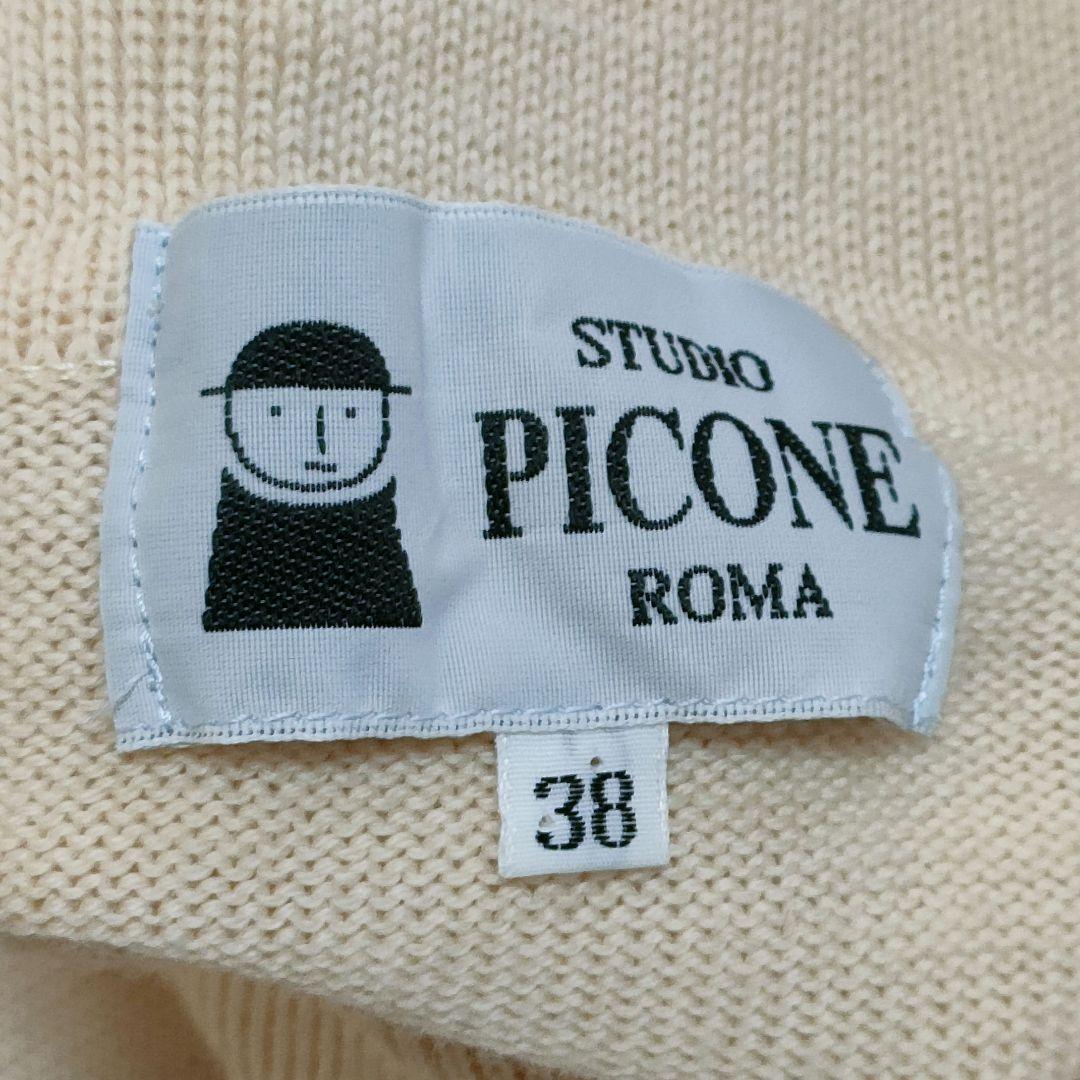 STUDIO
PICONE
ROMA
38